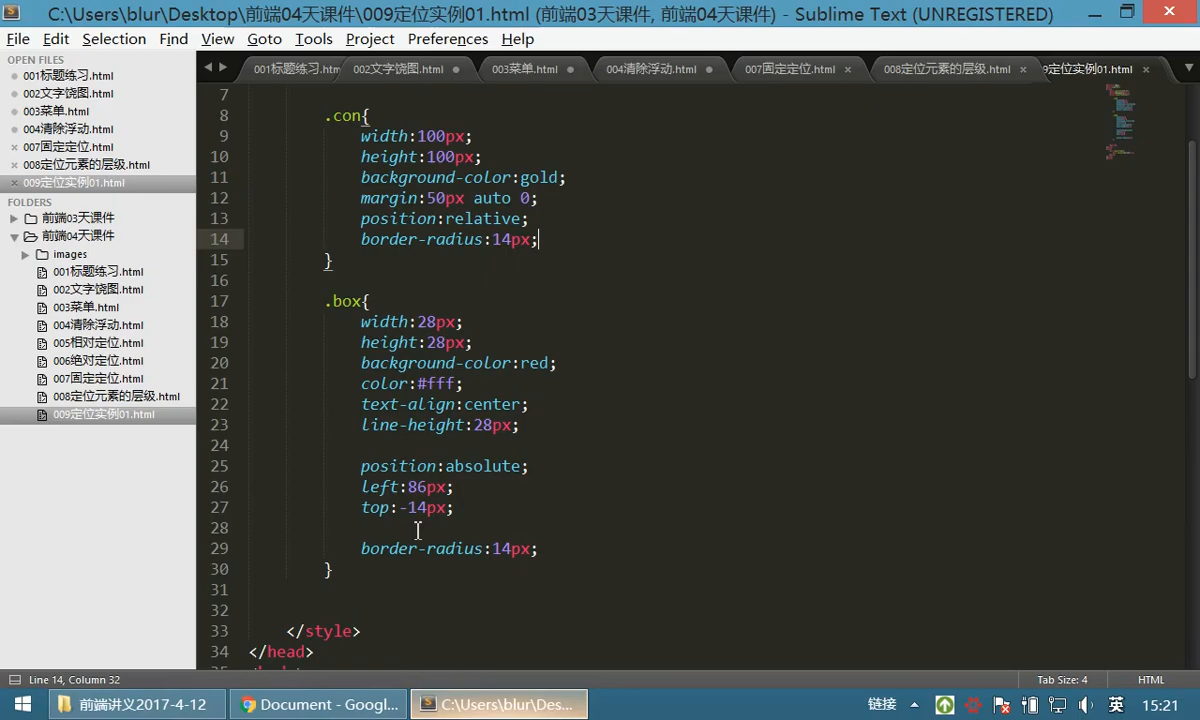 C:\Users\blur\Desktop\前端04天课件\009定位实例01.html (前端03天课件, 前端04天课件) - Sublime Text (UNREGISTERED)
File Edit Selection Find View Goto Tools Project Preferences Help
OPEN FILES
001标题练习.html
002文字饶图.html
003菜单.html
004清除浮动.html
007固定定位.html
008定位元素的层级.html
009定位实例01.html
FOLDERS
前端03天课件
前端04天课件
images
001标题练习.html
002文字饶图.html
003菜单.html
004清除浮动.html
005相对定位.html
006绝对定位.html
007固定定位.html
008定位元素的层级.html
009定位实例01.html
001标题练习.htm 002文字饶图.html 003菜单.html 004清除浮动.html 007固定定位.html 008定位元素的层级.html 9定位实例01.html
7
8 .con{
9 width:100px;
10 height:100px;
11 background-color:gold;
12 margin:50px auto 0;
13 position:relative;
14 border-radius:14px;
15 }
16
17 .box{
18 width:28px;
19 height:28px;
20 background-color:red;
21 color:#fff;
22 text-align:center;
23 line-height:28px;
24
25 position:absolute;
26 left:86px;
27 top:-14px;
28
29 border-radius:14px;
30 }
31
32
33 </style>
34 </head>
Line 14, Column 32 Tab Size: 4 HTML
前端讲义2017-4-12 Document - Googl... C:\Users\blur\Des... 链接 英 15:21